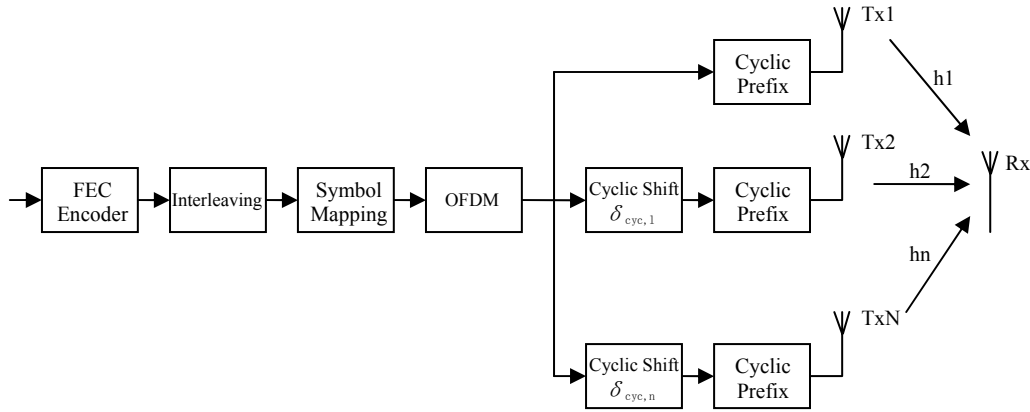 Tx1
Cyclic
Prefix
h1
Tx2
Rx
FEC
Encoder
Interleaving
Symbol
Mapping
OFDM
Cyclic Shift
δcyc,1
Cyclic
Prefix
h2
hn
TxN
Cyclic Shift
δcyc,n
Cyclic
Prefix